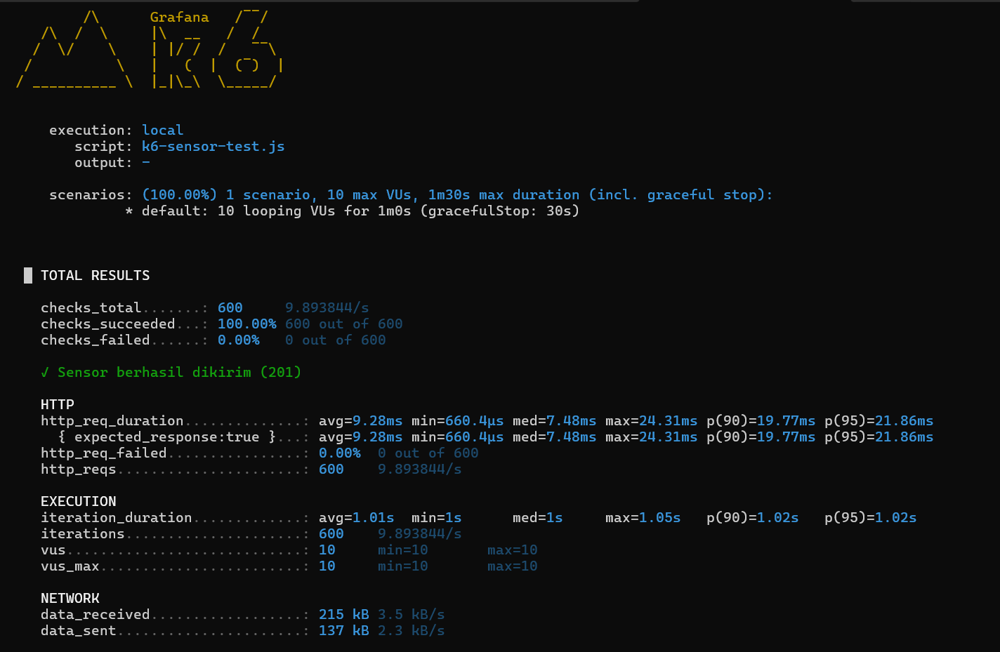 Grafana
execution: local
script: k6-sensor-test.js
output: -
scenarios: (100.00%) 1 scenario, 10 max VUs, 1m30s max duration (incl. graceful stop):
* default: 10 looping VUs for 1m0s (gracefulStop: 30s)
TOTAL RESULTS
checks_total.......: 600 9.893844/s
checks_succeeded...: 100.00% 600 out of 600
checks_failed......: 0.00% 0 out of 600
✓ Sensor berhasil dikirim (201)
HTTP
http_req_duration..............: avg=9.28ms min=660.4µs med=7.48ms max=24.31ms p(90)=19.77ms p(95)=21.86ms
{ expected_response:true }...: avg=9.28ms min=660.4µs med=7.48ms max=24.31ms p(90)=19.77ms p(95)=21.86ms
http_req_failed................: 0.00% 0 out of 600
http_reqs......................: 600 9.893844/s
EXECUTION
iteration_duration.............: avg=1.01s min=1s med=1s max=1.05s p(90)=1.02s p(95)=1.02s
iterations.....................: 600 9.893844/s
vus............................: 10 min=10 max=10
vus_max........................: 10 min=10 max=10
NETWORK
data_received..................: 215 kB 3.5 kB/s
data_sent......................: 137 kB 2.3 kB/s